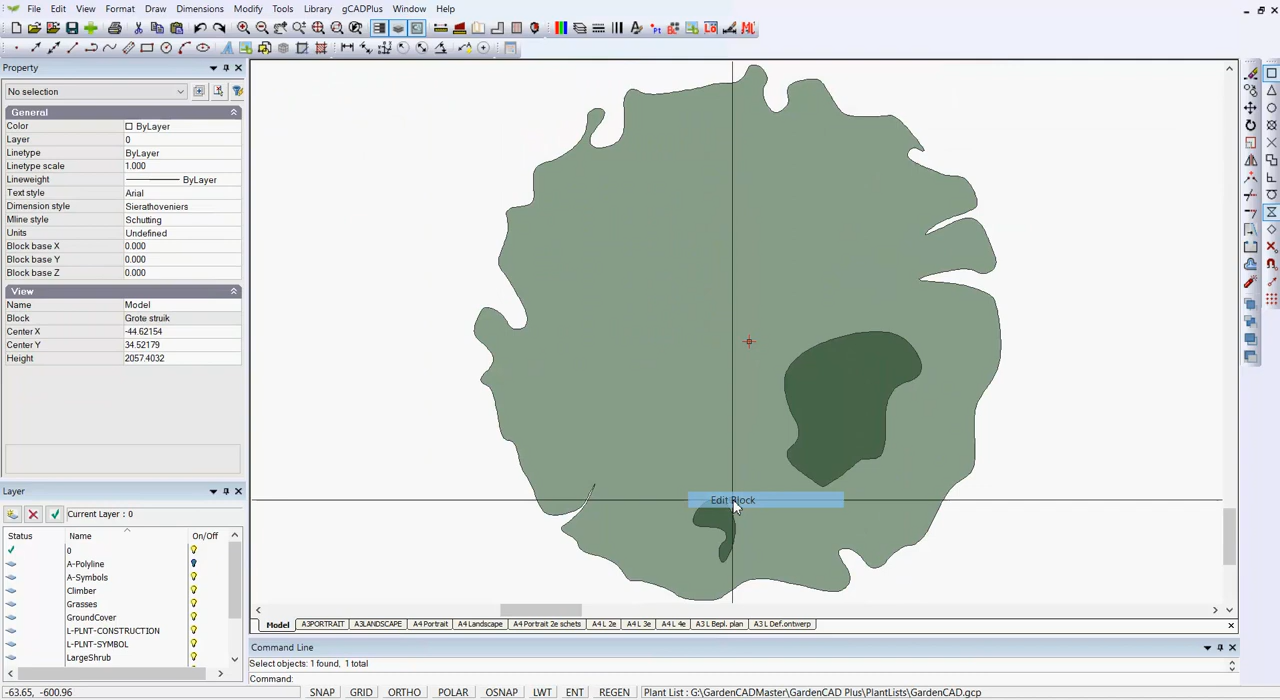 File Edit View Format Draw Dimensions Modify Tools Library gCADPlus Window Help
Property
No selection
General
Color ByLayer
Layer 0
Linetype ByLayer
Linetype scale 1.000
Lineweight ByLayer
Text style Arial
Dimension style Sierathoveniers
Mline style Schutting
Units Undefined
Block base X 0.000
Block base Y 0.000
Block base Z 0.000
View
Name Model
Block Grote struik
Center X -44.62154
Center Y 34.52179
Height 2057.4032
Layer
Current Layer : 0
Status Name On/Off
0
A-Polyline
A-Symbols
Climber
Grasses
GroundCover
L-PLNT-CONSTRUCTION
L-PLNT-SYMBOL
LargeShrub
Edit Block
Model A3PORTRAIT A3LANDSCAPE A4 Portrait A4 Landscape A4 Portrait 2e schets A4 L 2e A4 L 3e A4 L 4e A3 L Bepl. plan A3 L Def.ontwerp
Command Line
Select objects: 1 found, 1 total
Command:
-63.65, -600.96 SNAP GRID ORTHO POLAR OSNAP LWT ENT REGEN Plant List : G:\GardenCADMaster\GardenCAD Plus\PlantLists\GardenCAD.gcp